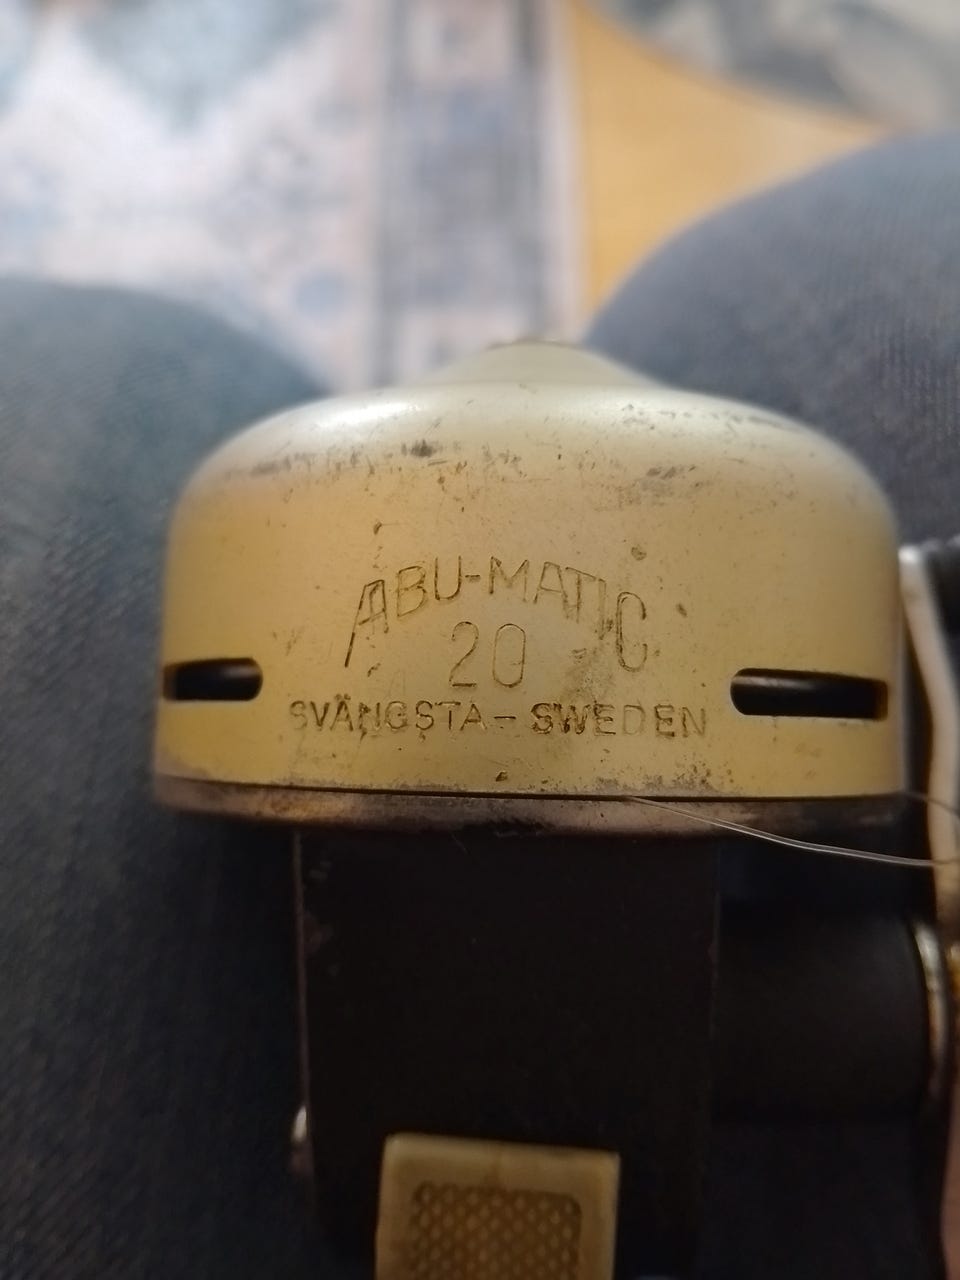 ABU-MATIC
20
SVÄNGSTA - SWEDEN